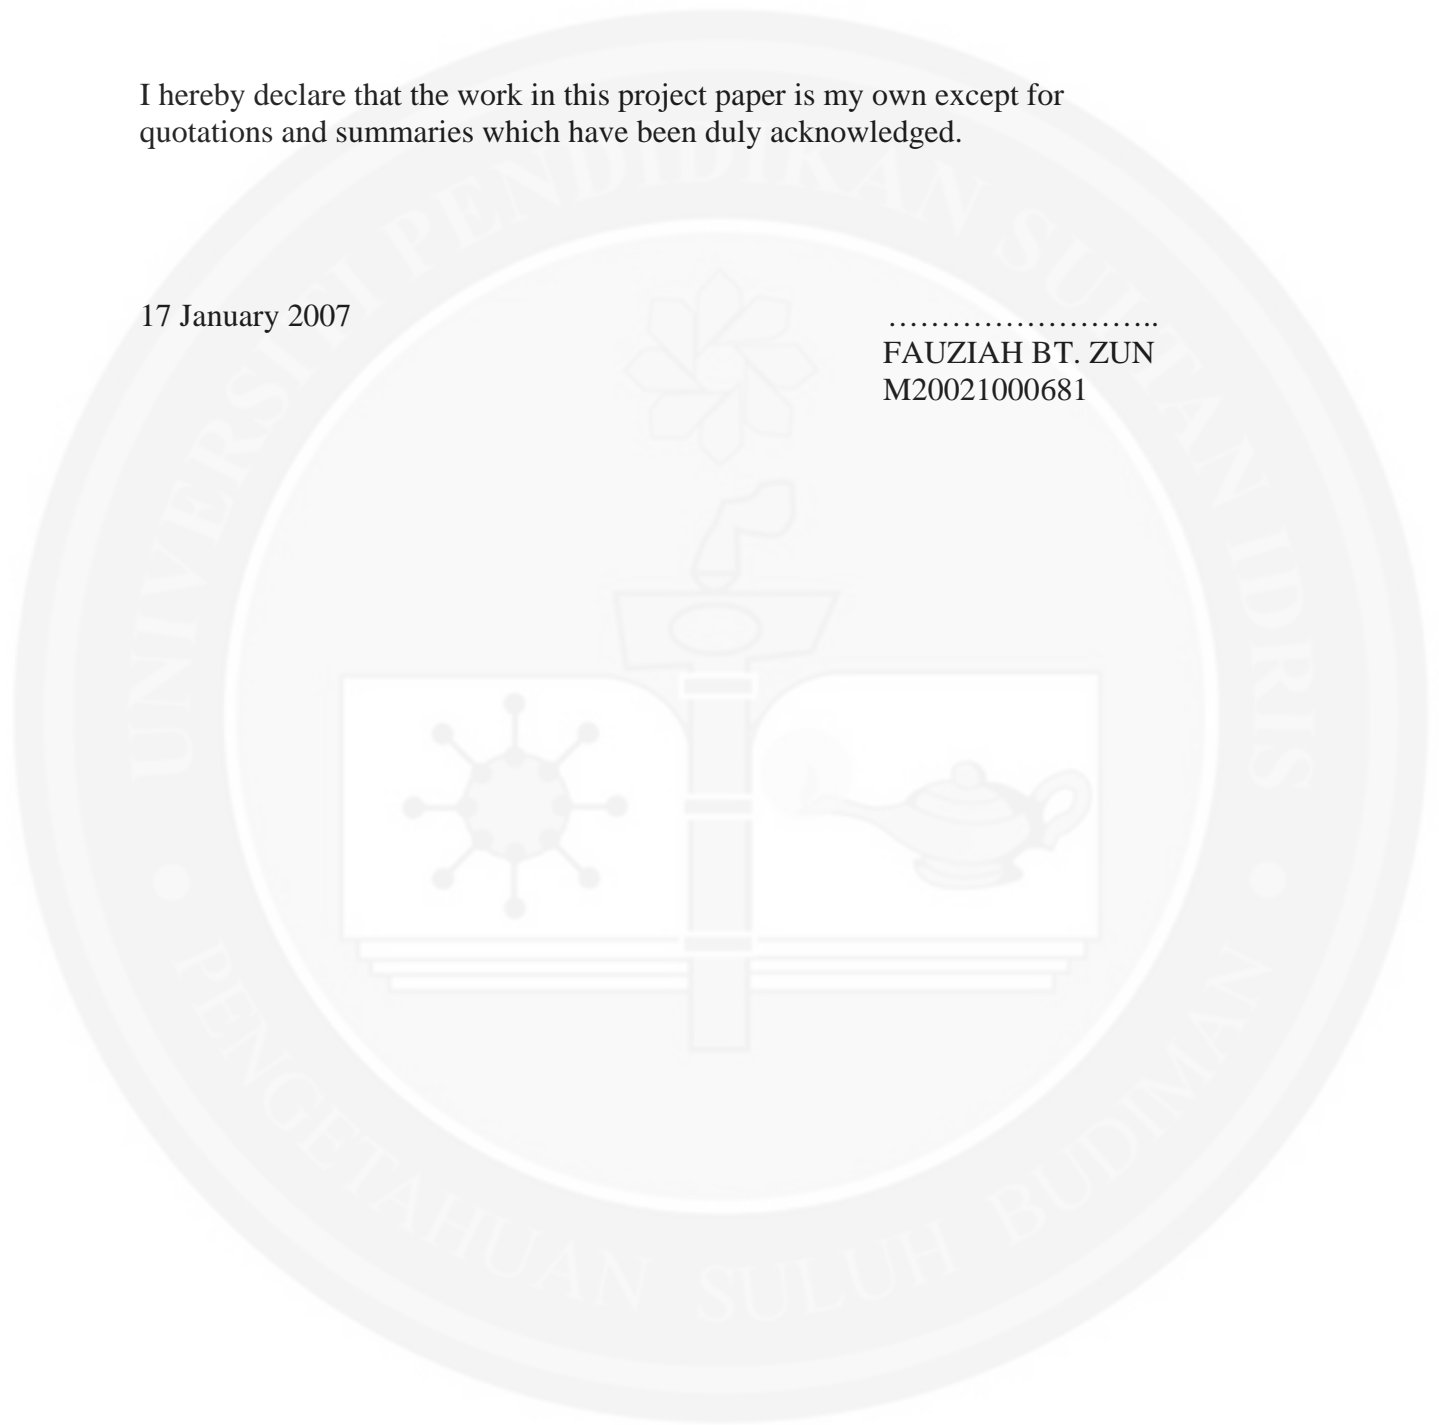 I hereby declare that the work in this project paper is my own except for
quotations and summaries which have been duly acknowledged.
17 January 2007
……………………..
FAUZIAH BT. ZUN
M20021000681
UNIVERSITI PENDIDIKAN SULTAN IDRIS
PENGETAHUAN SULUH BUDIMAN